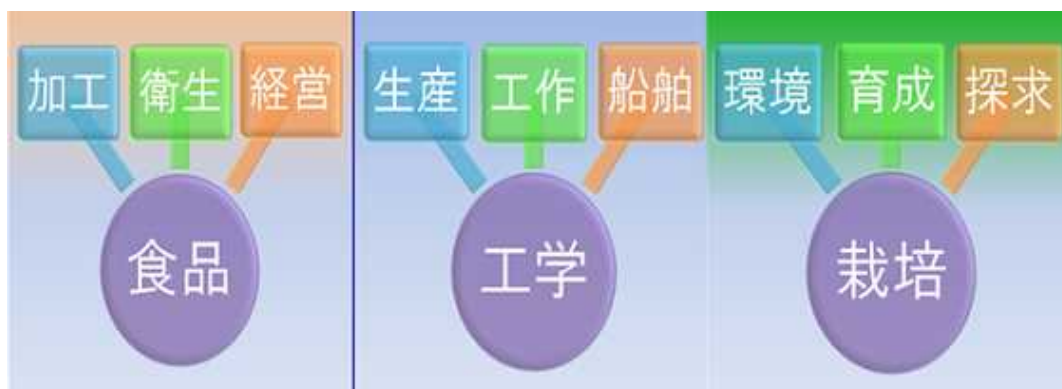 加工 衛生 経営
食品
生産 工作 船舶
工学
環境 育成 探求
栽培